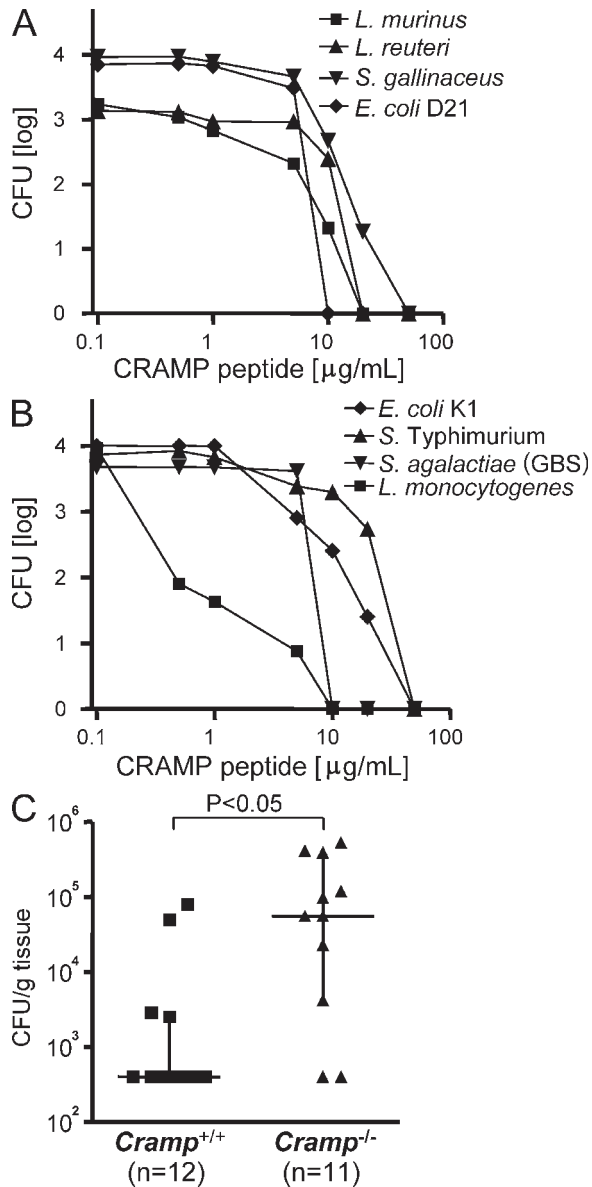 A
L. murinus
L. reuteri
S. gallinaceus
E. coli D21
CFU [log]
4
3
2
1
0
0.1
1
10
100
CRAMP peptide [μg/mL]
B
E. coli K1
S. Typhimurium
S. agalactiae (GBS)
L. monocytogenes
CFU [log]
4
3
2
1
0
0.1
1
10
100
CRAMP peptide [μg/mL]
C
P<0.05
CFU/g tissue
10⁶
10⁵
10⁴
10³
10²
Cramp+/+
Cramp-/-
(n=12)
(n=11)